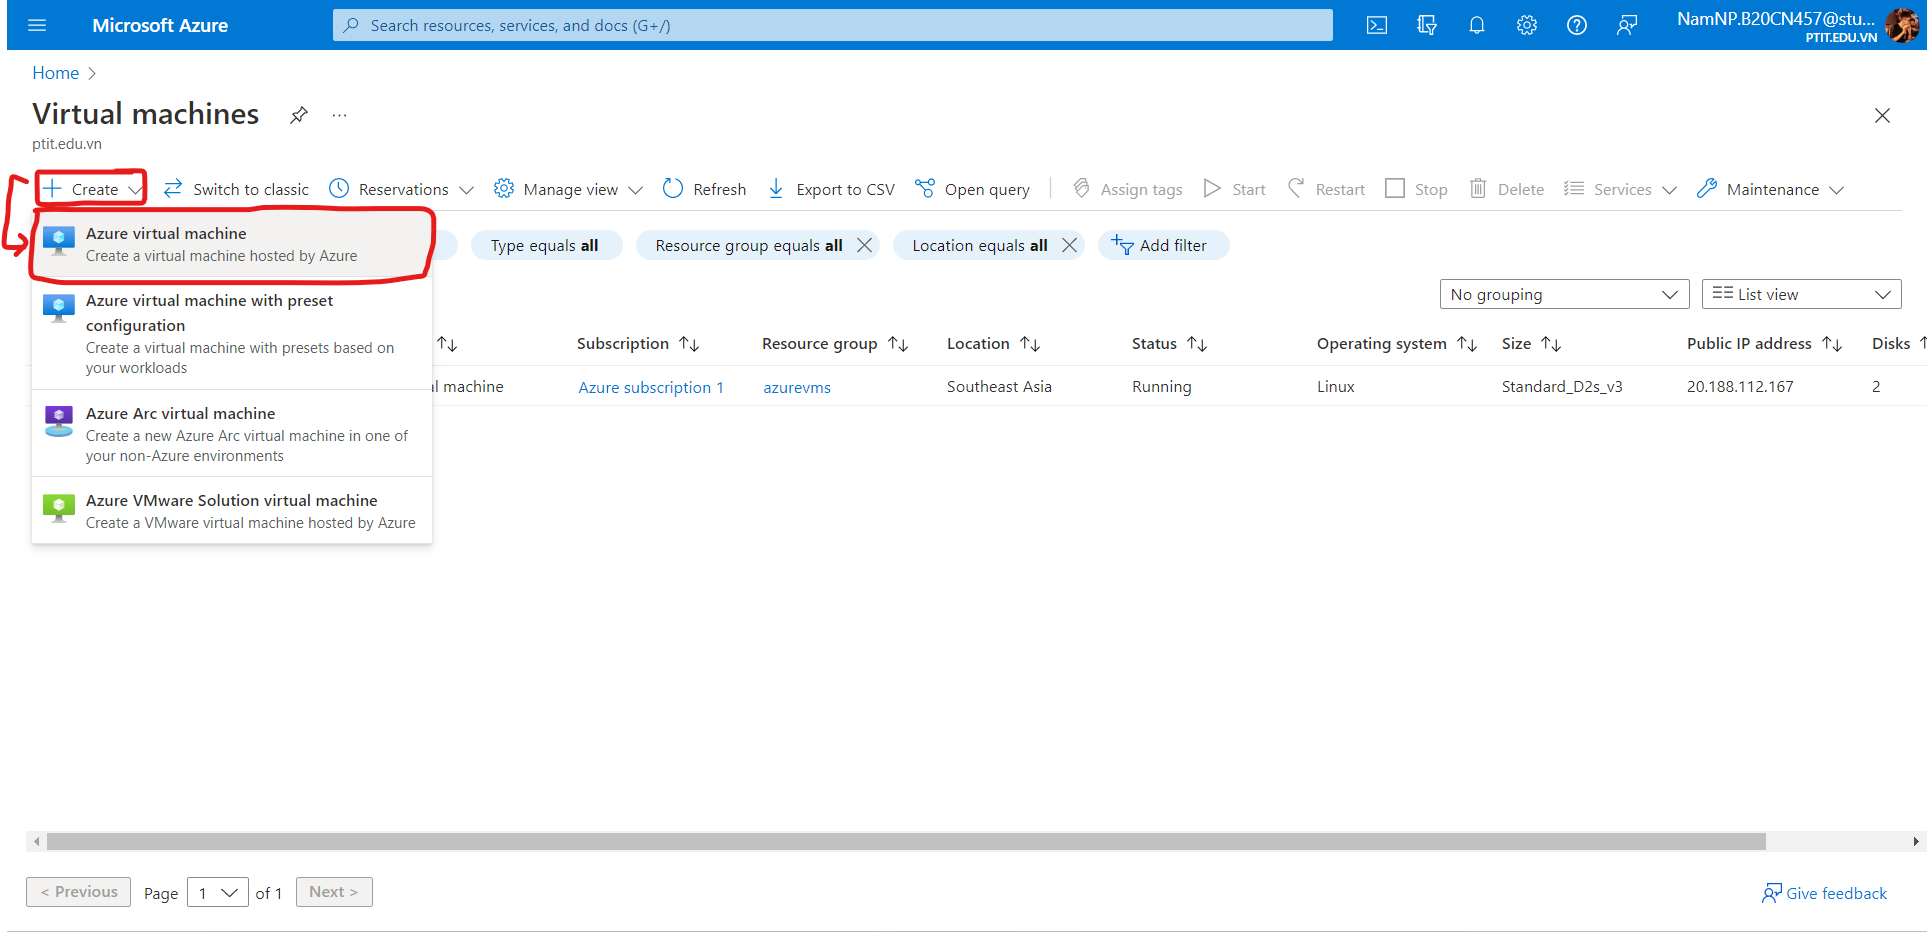 Microsoft Azure
Search resources, services, and docs (G+/)
NamNP.B20CN457@stu...
PTIT.EDU.VN
Home
Virtual machines
...
ptit.edu.vn
Create
Switch to classic
Reservations
Manage view
Refresh
Export to CSV
Open query
Assign tags
Start
Restart
Stop
Delete
Services
Maintenance
Azure virtual machine
Create a virtual machine hosted by Azure
Azure virtual machine with preset
configuration
Create a virtual machine with presets based on
your workloads
Azure Arc virtual machine
Create a new Azure Arc virtual machine in one of
your non-Azure environments
Azure VMware Solution virtual machine
Create a VMware virtual machine hosted by Azure
Type equals all
Resource group equals all
Location equals all
Add filter
No grouping
List view
Subscription
Resource group
Location
Status
Operating system
Size
Public IP address
Disks
machine
Azure subscription 1
azurevms
Southeast Asia
Running
Linux
Standard_D2s_v3
20.188.112.167
2
< Previous
Page
1
of 1
Next >
Give feedback